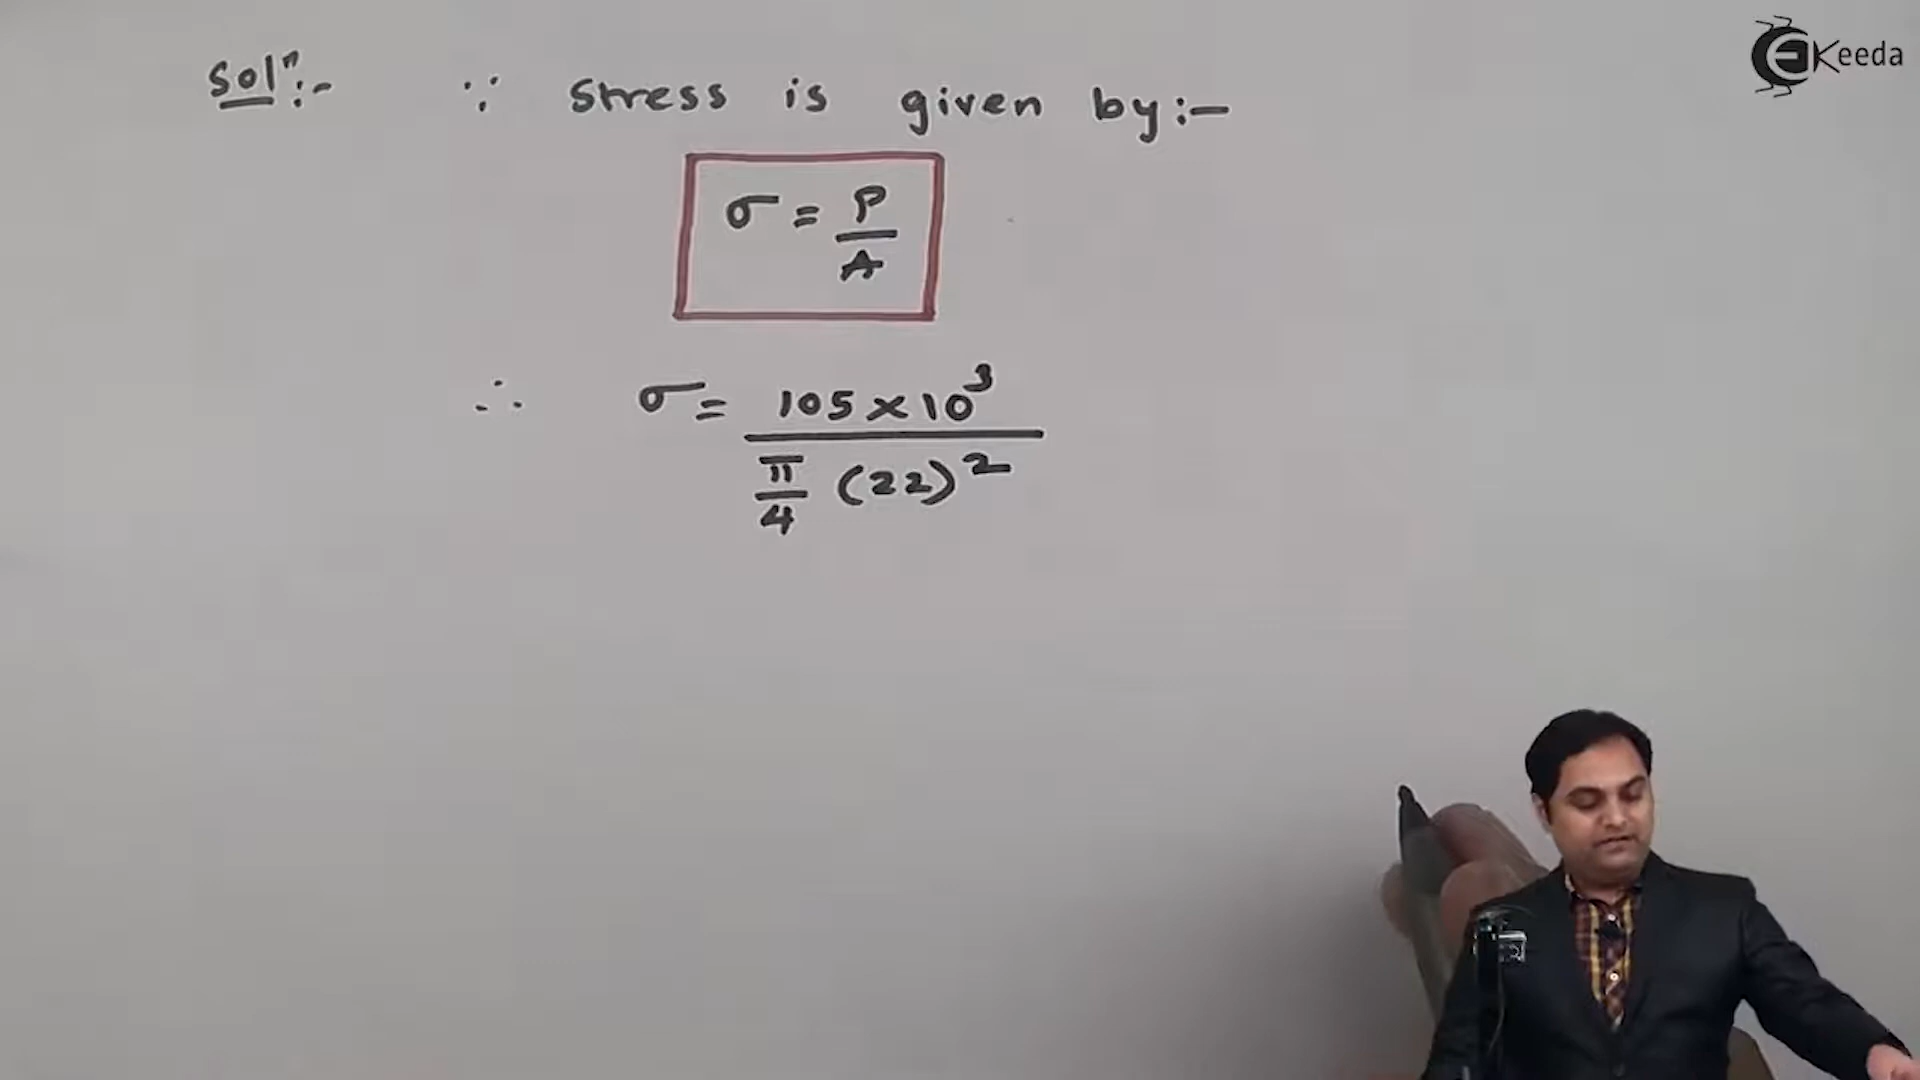 EKeeda
Solⁿ:- ∵ Stress is given by:-
σ = P/A
∴ σ = 105 × 10³ / π/4 (22)²